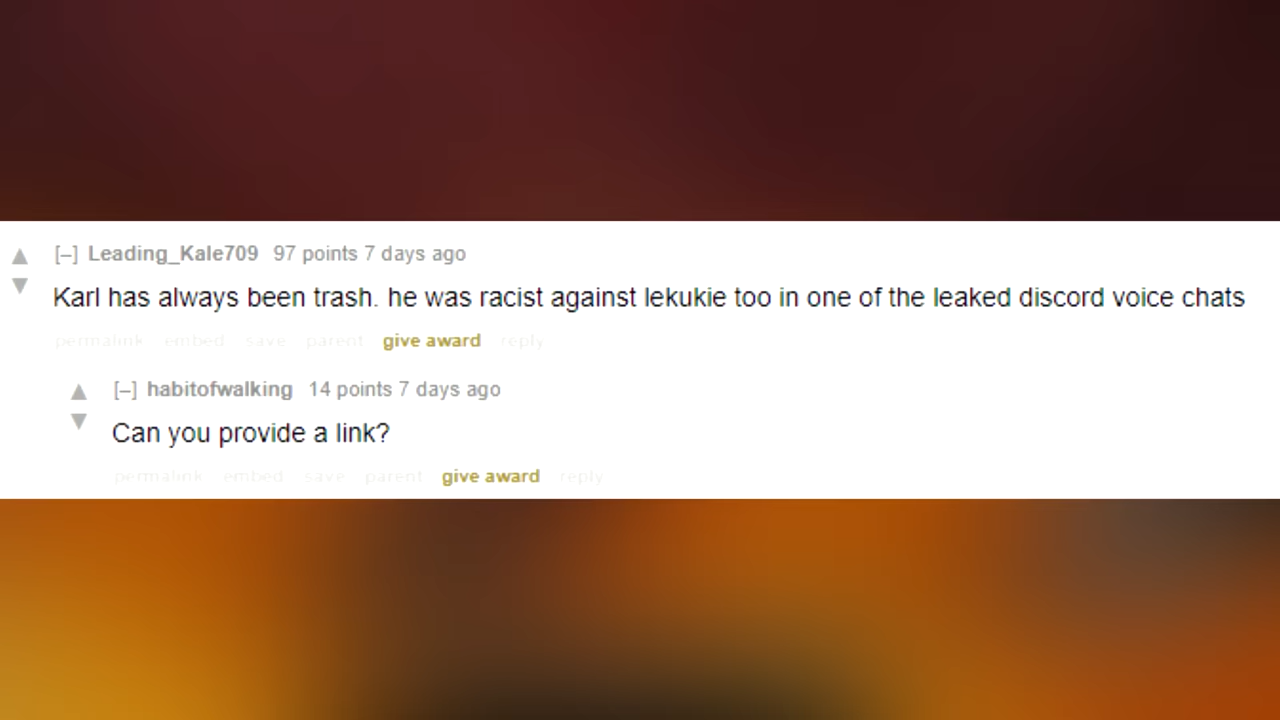 [–] Leading_Kale709 97 points 7 days ago
Karl has always been trash. he was racist against lekukie too in one of the leaked discord voice chats
permalink embed save parent give award reply
[–] habitofwalking 14 points 7 days ago
Can you provide a link?
permalink embed save parent give award reply